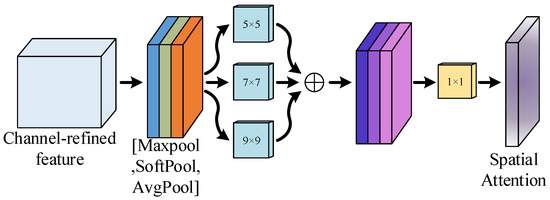 5×5
7×7
9×9
1×1
Channel-refined
feature
[Maxpool
,SoftPool,
AvgPool]
Spatial
Attention